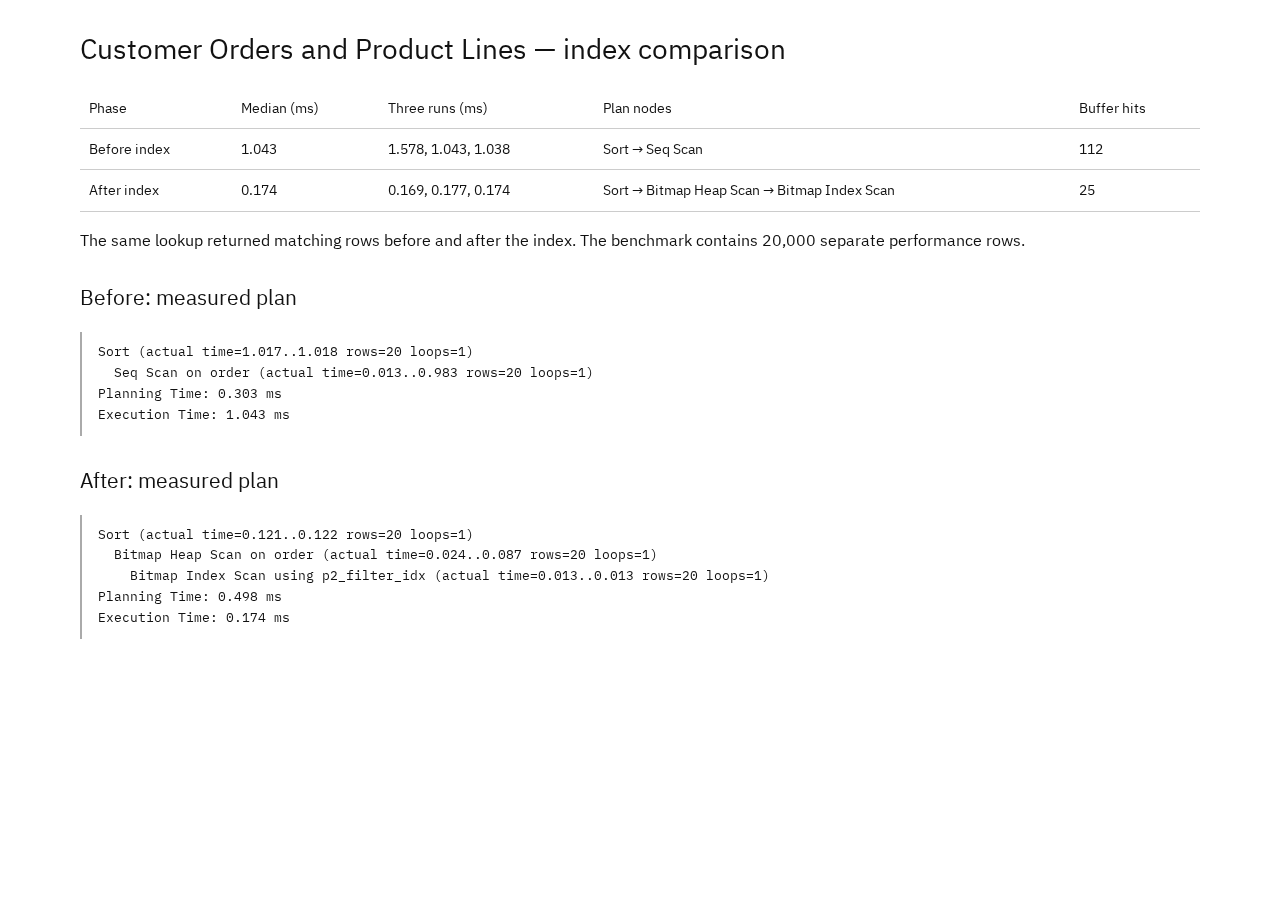 Customer Orders and Product Lines — index comparison
Phase Median (ms) Three runs (ms) Plan nodes Buffer hits
Before index 1.043 1.578, 1.043, 1.038 Sort → Seq Scan 112
After index 0.174 0.169, 0.177, 0.174 Sort → Bitmap Heap Scan → Bitmap Index Scan 25
The same lookup returned matching rows before and after the index. The benchmark contains 20,000 separate performance rows.
Before: measured plan
Sort (actual time=1.017..1.018 rows=20 loops=1)
  Seq Scan on order (actual time=0.013..0.983 rows=20 loops=1)
Planning Time: 0.303 ms
Execution Time: 1.043 ms
After: measured plan
Sort (actual time=0.121..0.122 rows=20 loops=1)
  Bitmap Heap Scan on order (actual time=0.024..0.087 rows=20 loops=1)
    Bitmap Index Scan using p2_filter_idx (actual time=0.013..0.013 rows=20 loops=1)
Planning Time: 0.498 ms
Execution Time: 0.174 ms